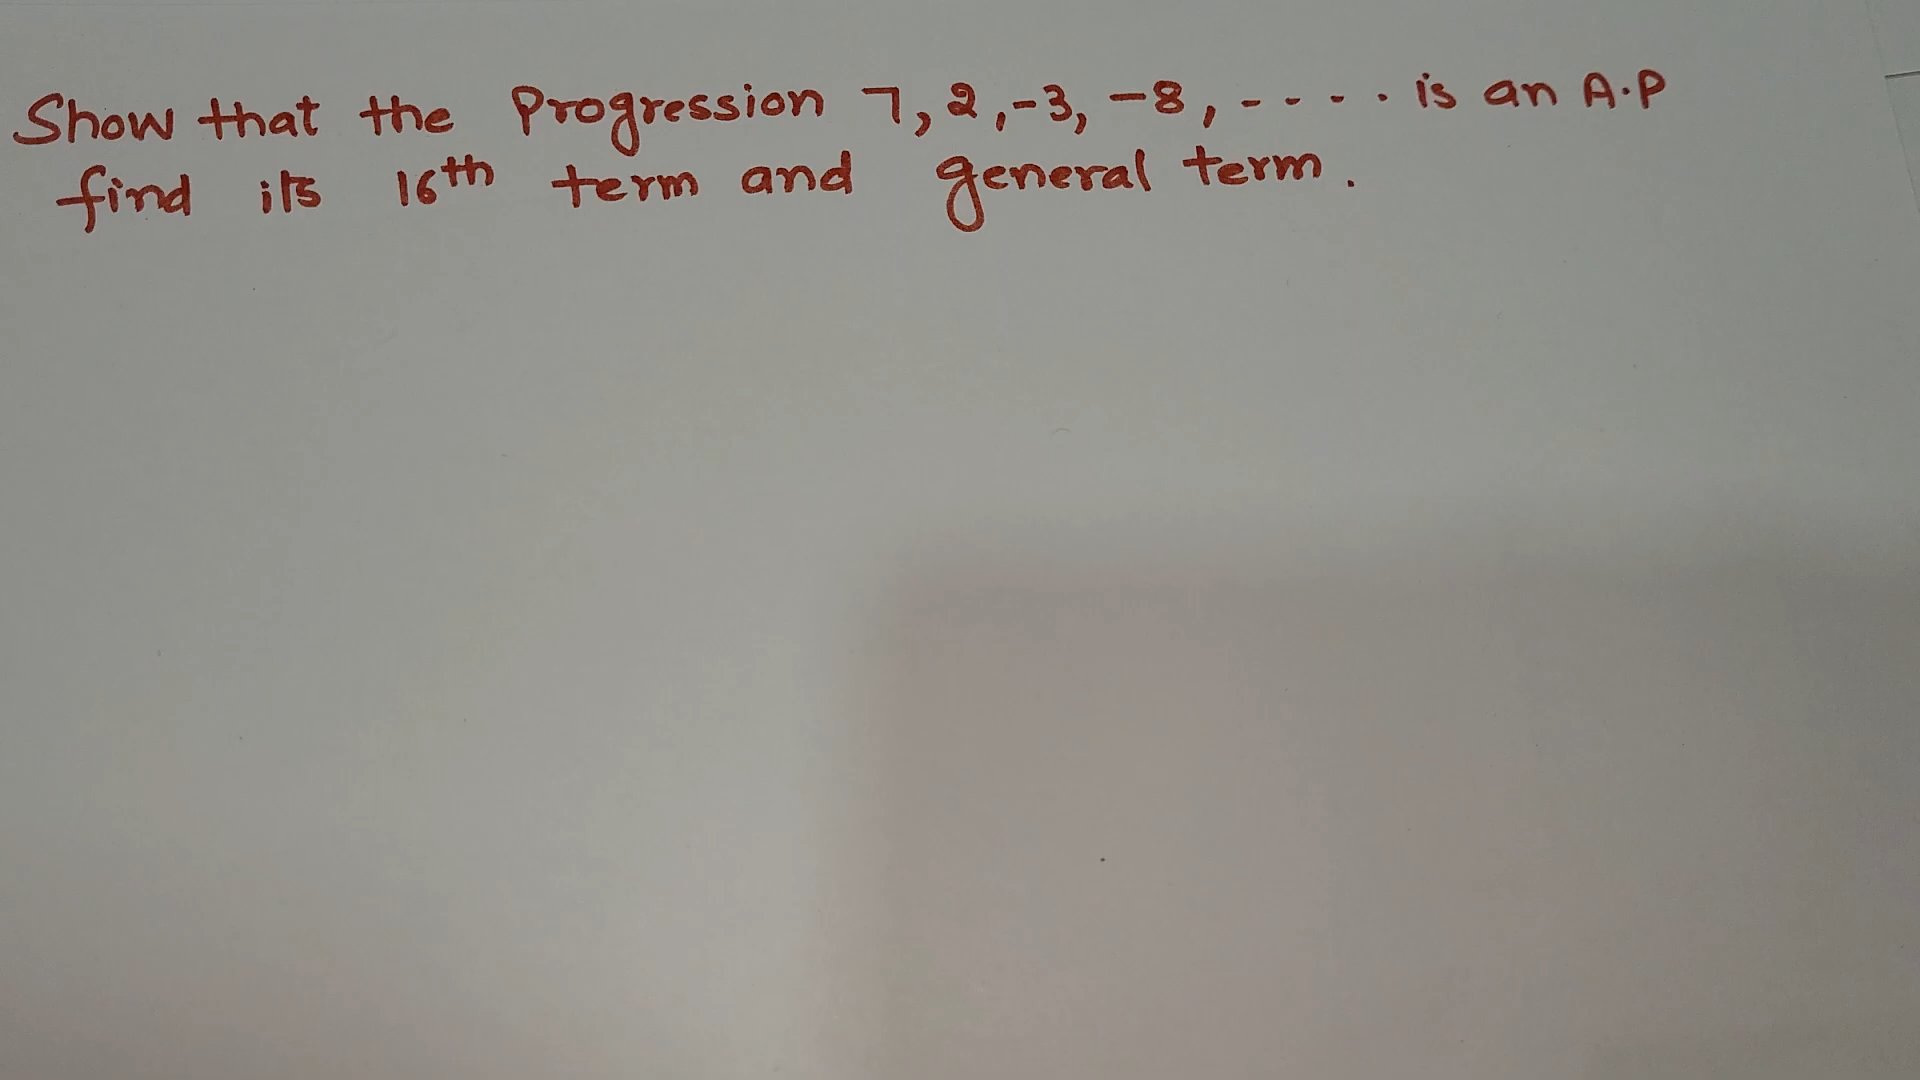 Show that the Progression 7, 2, -3, -8, - - - - . is an A.P
find its 16th term and general term.